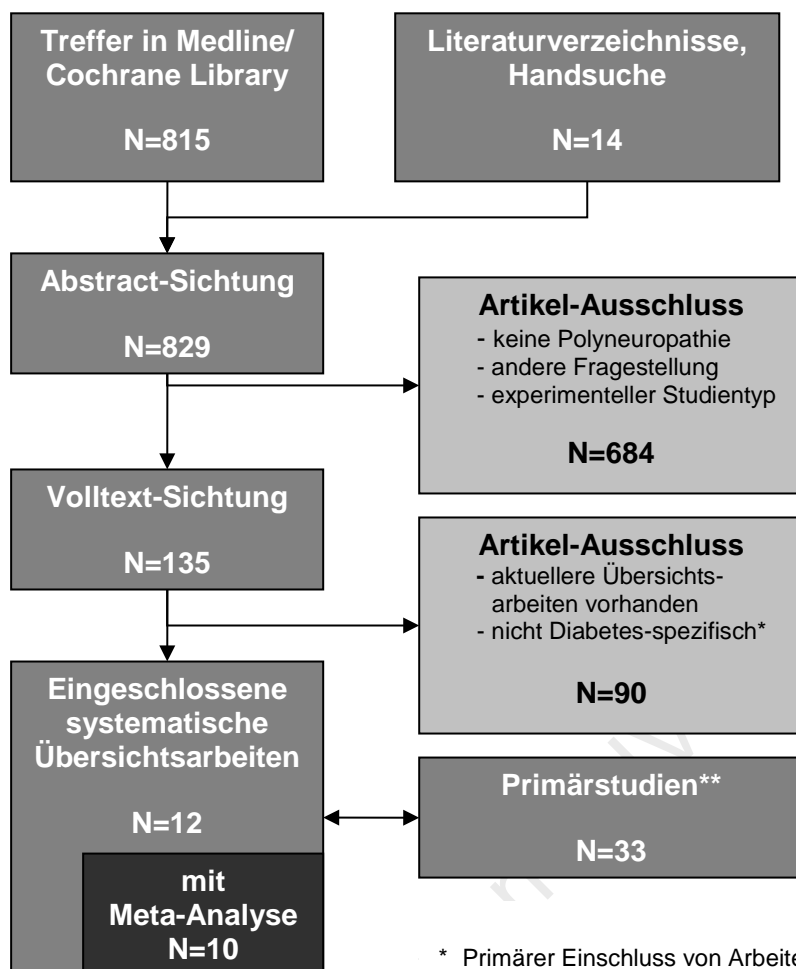 Treffer in Medline/
Cochrane Library
N=815
Literaturverzeichnisse,
Handsuche
N=14
Abstract-Sichtung
N=829
Artikel-Ausschluss
- keine Polyneuropathie
- andere Fragestellung
- experimenteller Studientyp
N=684
Volltext-Sichtung
N=135
Artikel-Ausschluss
- aktuellere Übersichts-
arbeiten vorhanden
- nicht Diabetes-spezifisch*
N=90
Eingeschlossene
systematische
Übersichtsarbeiten
N=12
mit
Meta-Analyse
N=10
Primärstudien**
N=33
* Primärer Einschluss von